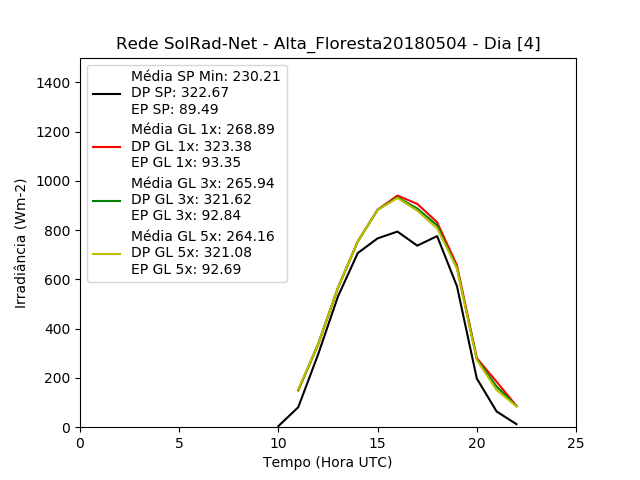 Rede SolRad-Net - Alta_Floresta20180504 - Dia [4]
Média SP Min: 230.21
DP SP: 322.67
EP SP: 89.49
Média GL 1x: 268.89
DP GL 1x: 323.38
EP GL 1x: 93.35
Média GL 3x: 265.94
DP GL 3x: 321.62
EP GL 3x: 92.84
Média GL 5x: 264.16
DP GL 5x: 321.08
EP GL 5x: 92.69
Irradiância (Wm-2)
1400
1200
1000
800
600
400
200
0
0 5 10 15 20 25
Tempo (Hora UTC)